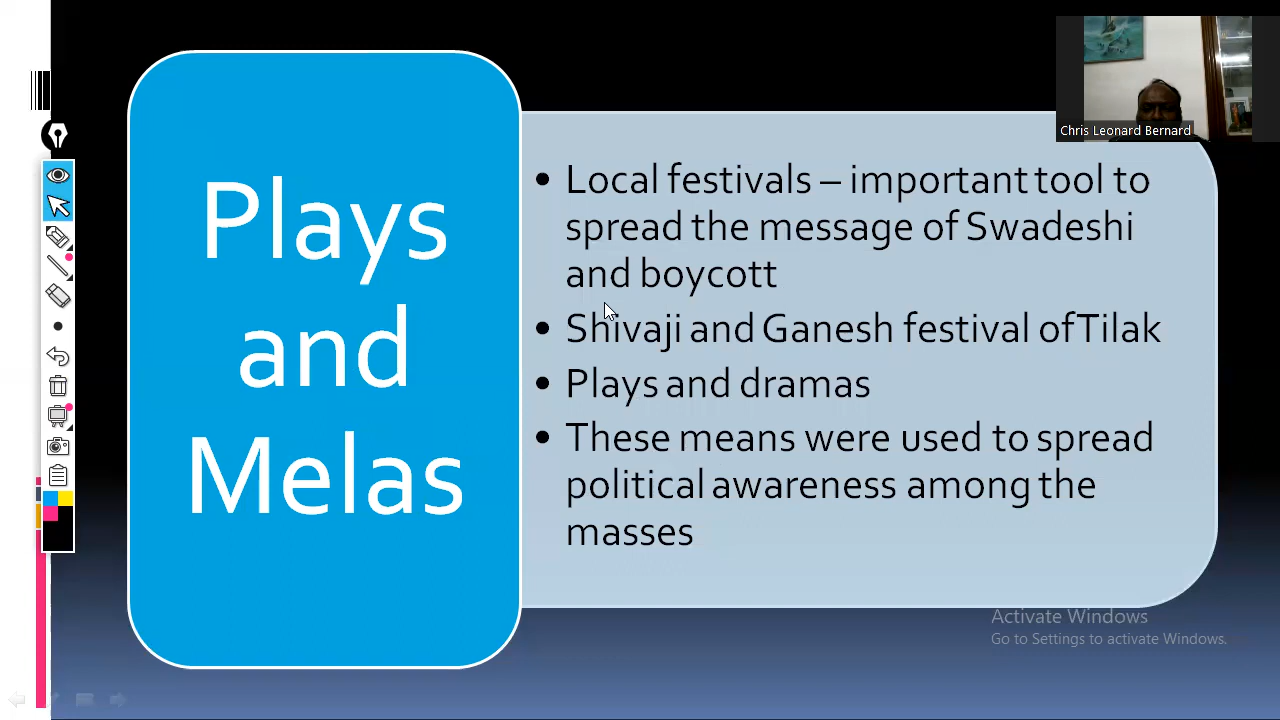 Chris Leonard Bernard
Plays
and
Melas
• Local festivals – important tool to
spread the message of Swadeshi
and boycott
• Shivaji and Ganesh festival of Tilak
• Plays and dramas
• These means were used to spread
political awareness among the
masses
Activate Windows
Go to Settings to activate Windows.